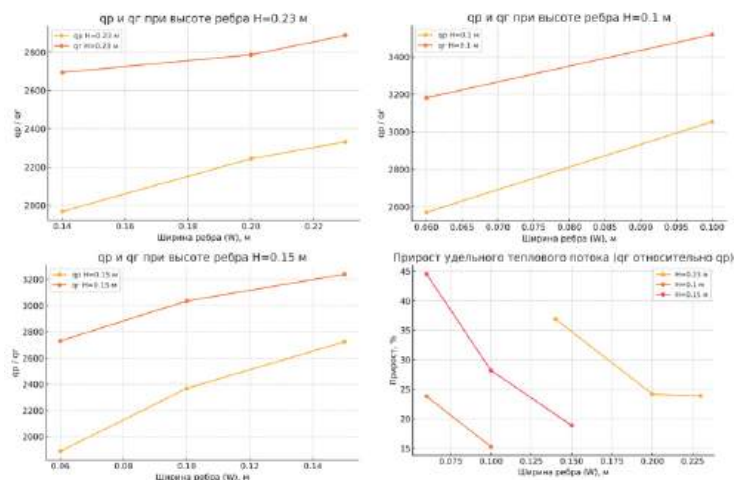 qp и qr при высоте ребра H=0.23 м
qp H=0.23 м
qr H=0.23 м
qp / qr
2600
2400
2200
2000
0.14
0.16
0.18
0.20
0.22
Ширина ребра (W), м
qp и qr при высоте ребра H=0.1 м
qp H=0.1 м
qr H=0.1 м
qp / qr
3400
3200
3000
2800
2600
0.060
0.065
0.070
0.075
0.080
0.085
0.090
0.095
0.100
Ширина ребра (W), м
qp и qr при высоте ребра H=0.15 м
qp H=0.15 м
qr H=0.15 м
qp / qr
3200
3000
2800
2600
2400
2200
2000
0.06
0.08
0.10
0.12
0.14
Ширина ребра (W), м
Прирост удельного теплового потока (qr относительно qp)
H=0.23 м
H=0.1 м
H=0.15 м
Прирост, %
45
40
35
30
25
20
15
0.075
0.100
0.125
0.150
0.175
0.200
0.225
Ширина ребра (W), м